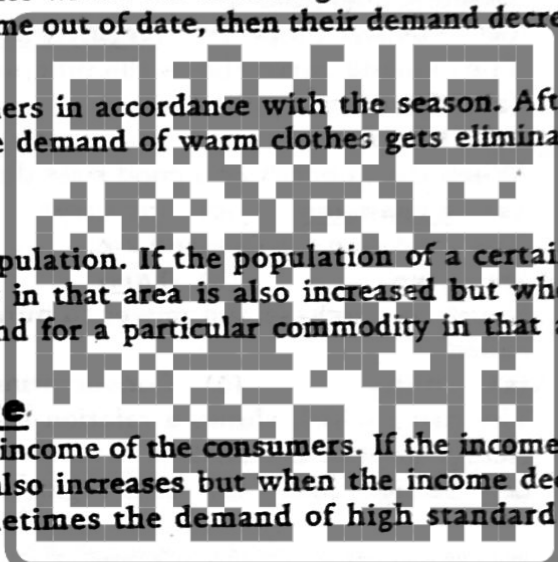 me out of date, then their demand decre
ers in accordance with the season. Aft
demand of warm clothes gets elimina
pulation. If the population of a certai
in that area is also increased but whe
nd for a particular commodity in that
e
income of the consumers. If the income
also increases but when the income de
etimes the demand of high standard